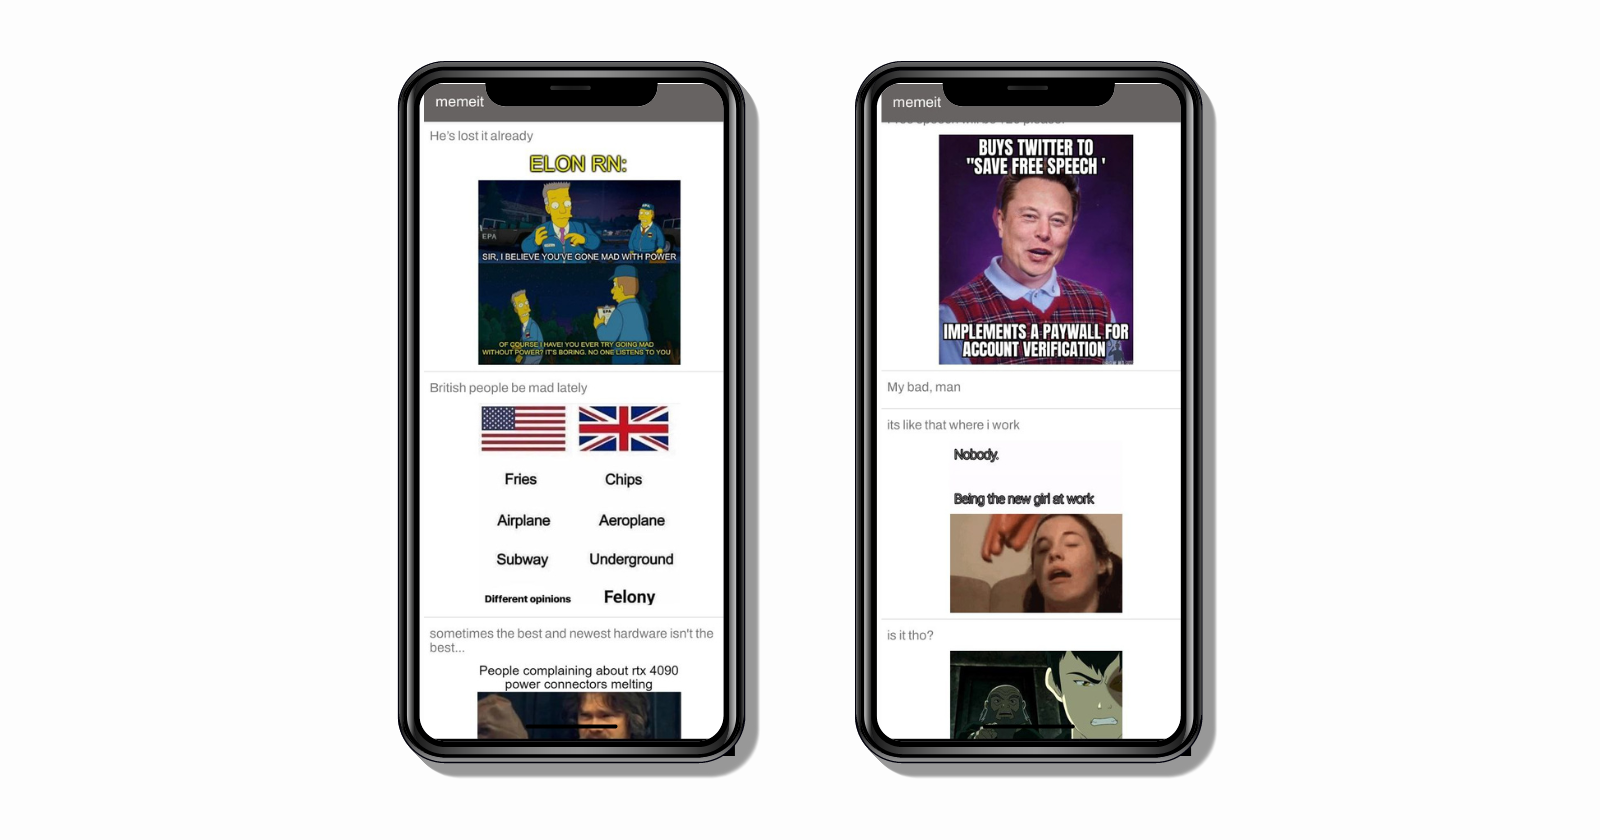 memeit
He's lost it already
ELON RN:
EPA
SIR, I BELIEVE YOU'VE GONE MAD WITH POWER
OF COURSE I HAVE! YOU EVER TRY GOING MAD
WITHOUT POWER? IT'S BORING. NO ONE LISTENS TO YOU
British people be mad lately
Fries Chips
Airplane Aeroplane
Subway Underground
Different opinions Felony
sometimes the best and newest hardware isn't the
best...
People complaining about rtx 4090
power connectors melting
memeit
BUYS TWITTER TO
"SAVE FREE SPEECH '
IMPLEMENTS A PAYWALL FOR
ACCOUNT VERIFICATION
My bad, man
its like that where i work
Nobody.
Being the new girl at work
is it tho?